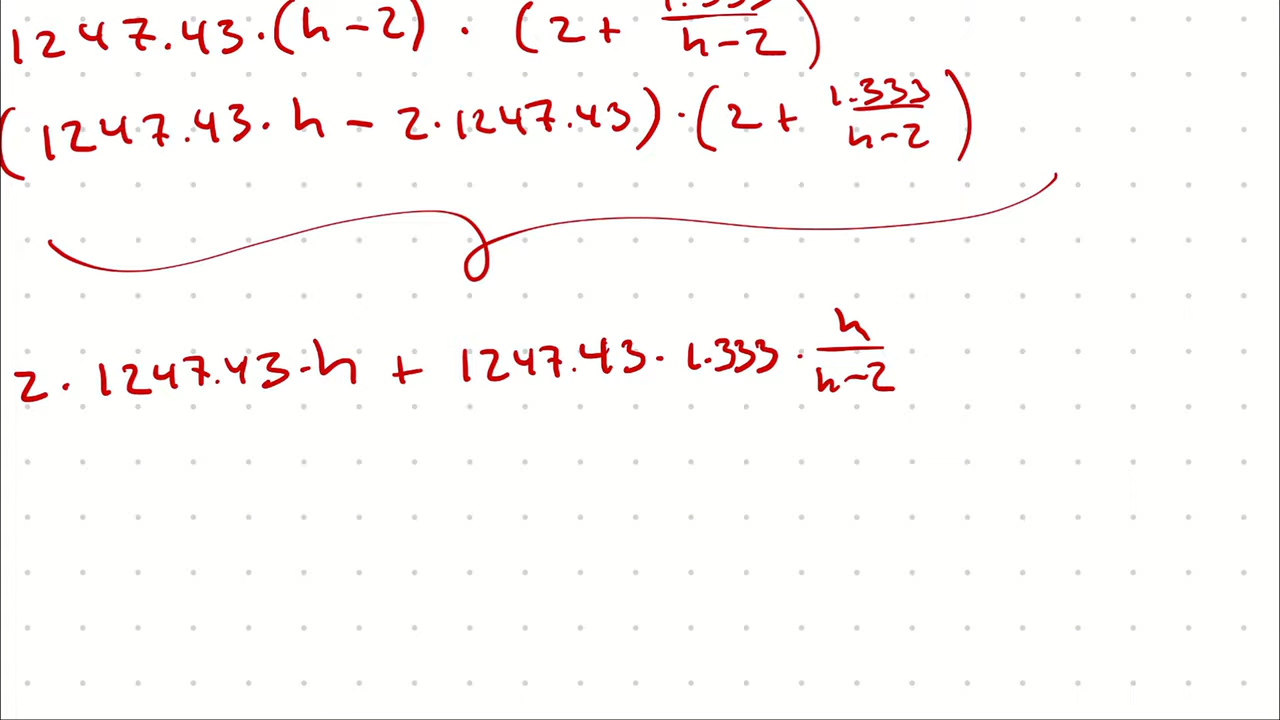 1247.43·(h-2) · (2+ 1.333/(h-2))
(1247.43·h - 2·1247.43)·(2+ 1.333/(h-2))
2·1247.43·h + 1247.43·1.333· h/(h-2)